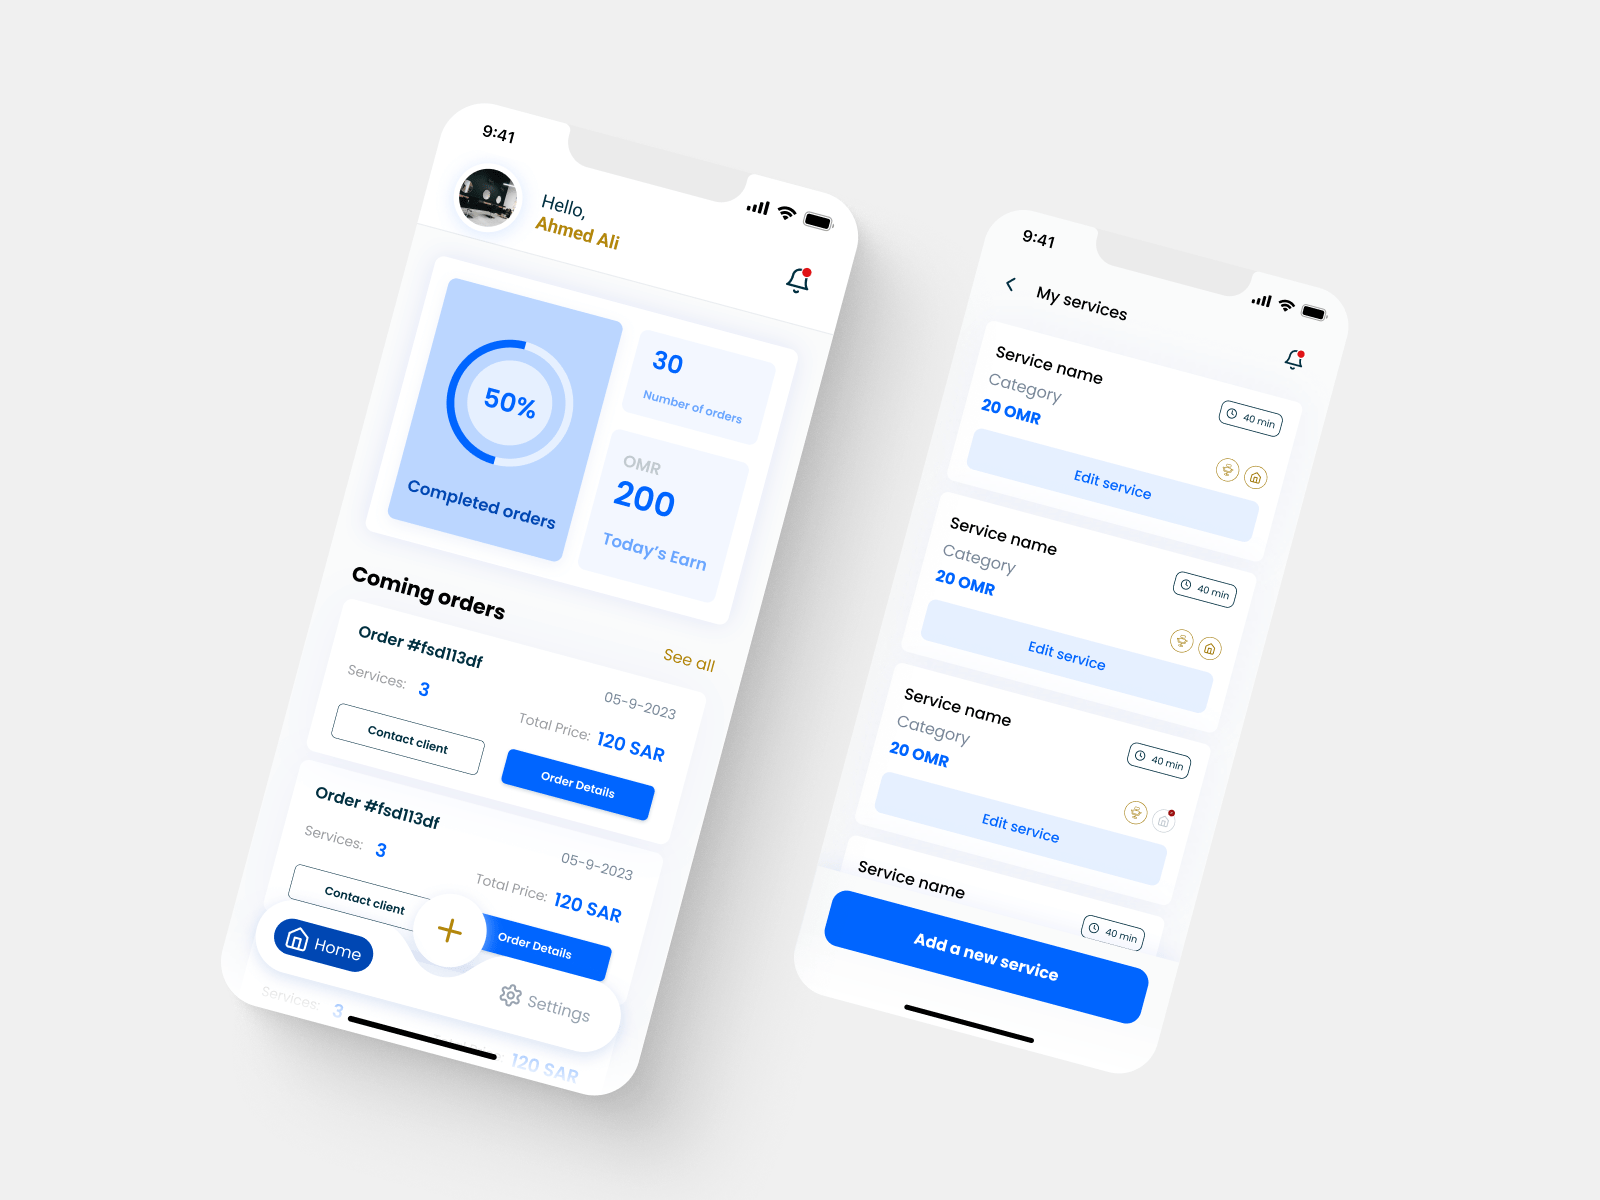 9:41
Hello,
Ahmed Ali
50%
Completed orders
30
Number of orders
OMR
200
Today's Earn
Coming orders
See all
Order #fsd113df
05-9-2023
Services: 3
Total Price: 120 SAR
Contact client
Order Details
Order #fsd113df
05-9-2023
Services: 3
Total Price: 120 SAR
Contact client
Order Details
Home
Settings
Services: 3
120 SAR
9:41
My services
Service name
Category
20 OMR
40 min
Edit service
Service name
Category
20 OMR
40 min
Edit service
Service name
Category
20 OMR
40 min
Edit service
Service name
40 min
Add a new service